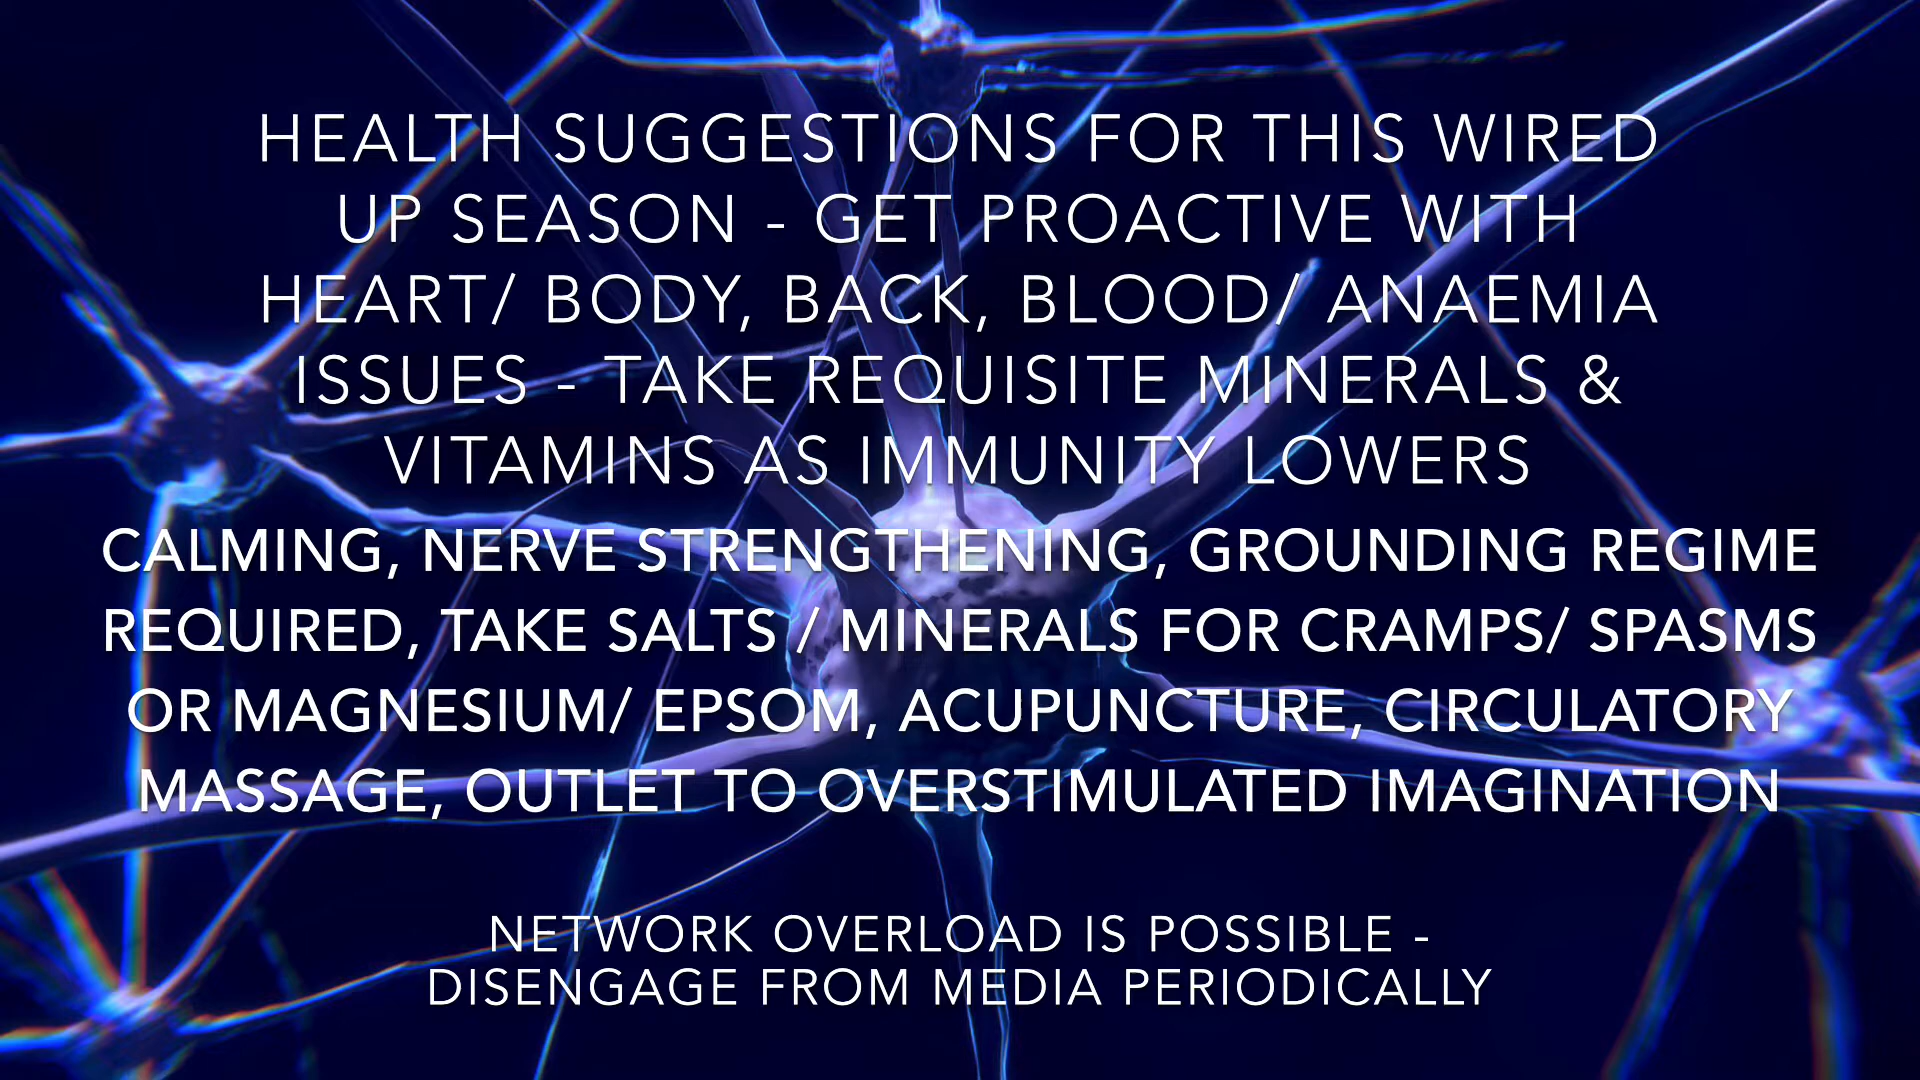 HEALTH SUGGESTIONS FOR THIS WIRED
UP SEASON - GET PROACTIVE WITH
HEART/ BODY, BACK, BLOOD/ ANAEMIA
ISSUES - TAKE REQUISITE MINERALS &
VITAMINS AS IMMUNITY LOWERS
CALMING, NERVE STRENGTHENING, GROUNDING REGIME
REQUIRED, TAKE SALTS / MINERALS FOR CRAMPS/ SPASMS
OR MAGNESIUM/ EPSOM, ACUPUNCTURE, CIRCULATORY
MASSAGE, OUTLET TO OVERSTIMULATED IMAGINATION
NETWORK OVERLOAD IS POSSIBLE -
DISENGAGE FROM MEDIA PERIODICALLY